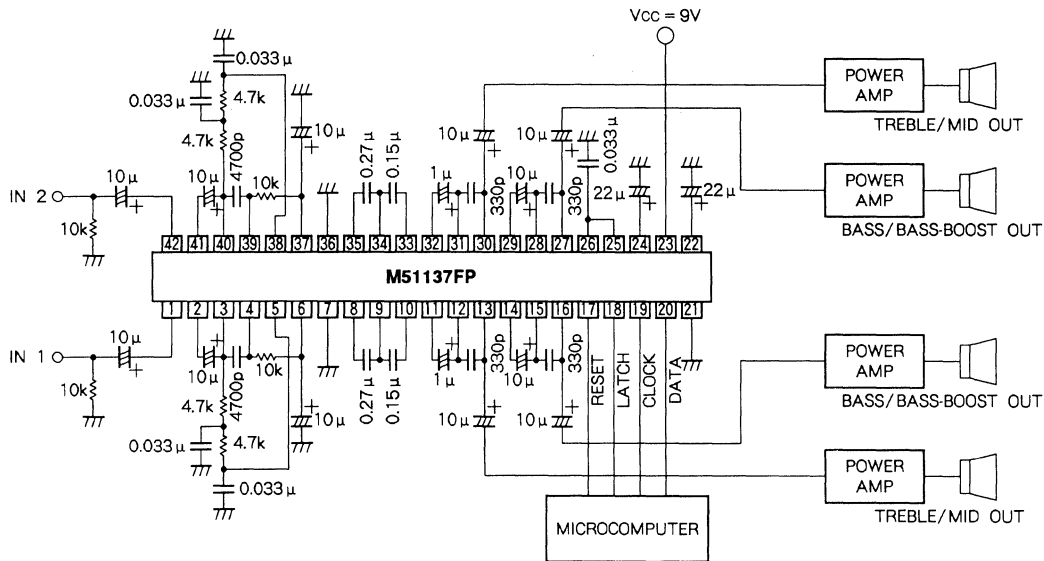 Vcc = 9V
0.033μ
0.033μ
4.7k
4.7k
10μ
4700p
10μ
10μ
10k
IN 2
10k
0.27μ
0.15μ
10μ
10μ
0.033μ
1μ
330p
10μ
330p
22μ
22μ
POWER AMP
TREBLE/MID OUT
POWER AMP
BASS/BASS-BOOST OUT
42 41 40 39 38 37 36 35 34 33 32 31 30 29 28 27 26 25 24 23 22
M51137FP
1 2 3 4 5 6 7 8 9 10 11 12 13 14 15 16 17 18 19 20 21
IN 1
10μ
10k
10μ
4700p
10k
4.7k
4.7k
0.033μ
0.033μ
10μ
0.27μ
0.15μ
1μ
330p
10μ
330p
10μ
10μ
RESET
LATCH
CLOCK
DATA
MICROCOMPUTER
POWER AMP
BASS/BASS-BOOST OUT
POWER AMP
TREBLE/MID OUT